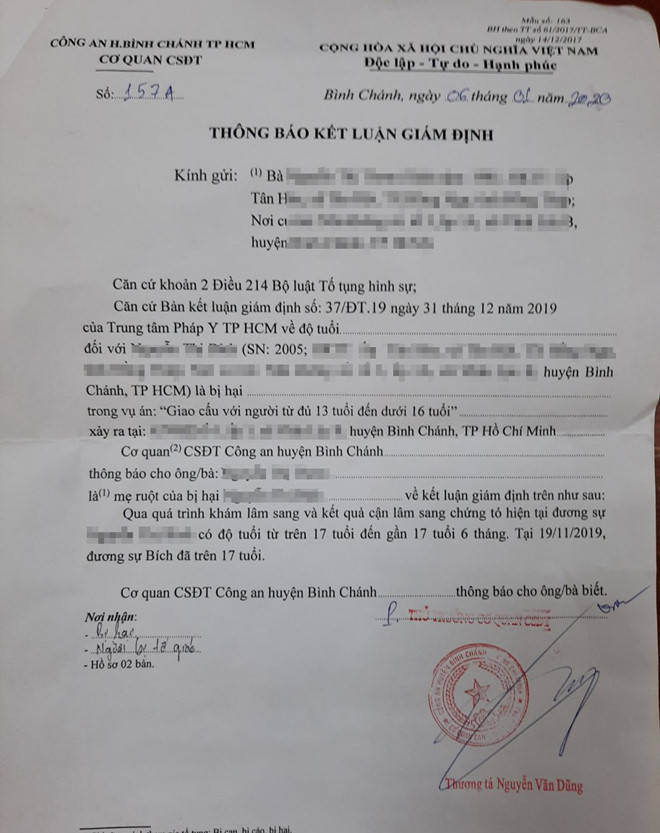 Mẫu số: 163
BH theo TT số 61/2017/TT-BCA
ngày 14/12/2017
CÔNG AN H.BÌNH CHÁNH TP HCM
CƠ QUAN CSĐT
CỘNG HÒA XÃ HỘI CHỦ NGHĨA VIỆT NAM
Độc lập - Tự do - Hạnh phúc
Số: 157A
Bình Chánh, ngày 06 tháng 01 năm 2020
THÔNG BÁO KẾT LUẬN GIÁM ĐỊNH
Kính gửi: (1) Bà
Tân
Nơi
huyện
Căn cứ khoản 2 Điều 214 Bộ luật Tố tụng hình sự;
Căn cứ Bản kết luận giám định số: 37/ĐT.19 ngày 31 tháng 12 năm 2019
của Trung tâm Pháp Y TP HCM về độ tuổi
đối với (SN: 2005;
huyện Bình
Chánh, TP HCM) là bị hại
trong vụ án: “Giao cấu với người từ đủ 13 tuổi đến dưới 16 tuổi”
xảy ra tại: huyện Bình Chánh, TP Hồ Chí Minh
Cơ quan(2) CSĐT Công an huyện Bình Chánh
thông báo cho ông/bà:
là(1) mẹ ruột của bị hại về kết luận giám định trên như sau:
Qua quá trình khám lâm sang và kết quả cận lâm sang chứng tỏ hiện tại đương sự
có độ tuổi từ trên 17 tuổi đến gần 17 tuổi 6 tháng. Tại 19/11/2019,
đương sự Bích đã trên 17 tuổi.
Cơ quan CSĐT Công an huyện Bình Chánh thông báo cho ông/bà biết.
Nơi nhận:
- Bị hại
- Người bị tố giác
- Hồ sơ 02 bản.
THỦ TRƯỞNG CƠ QUAN CSĐT
Thượng tá Nguyễn Văn Dũng